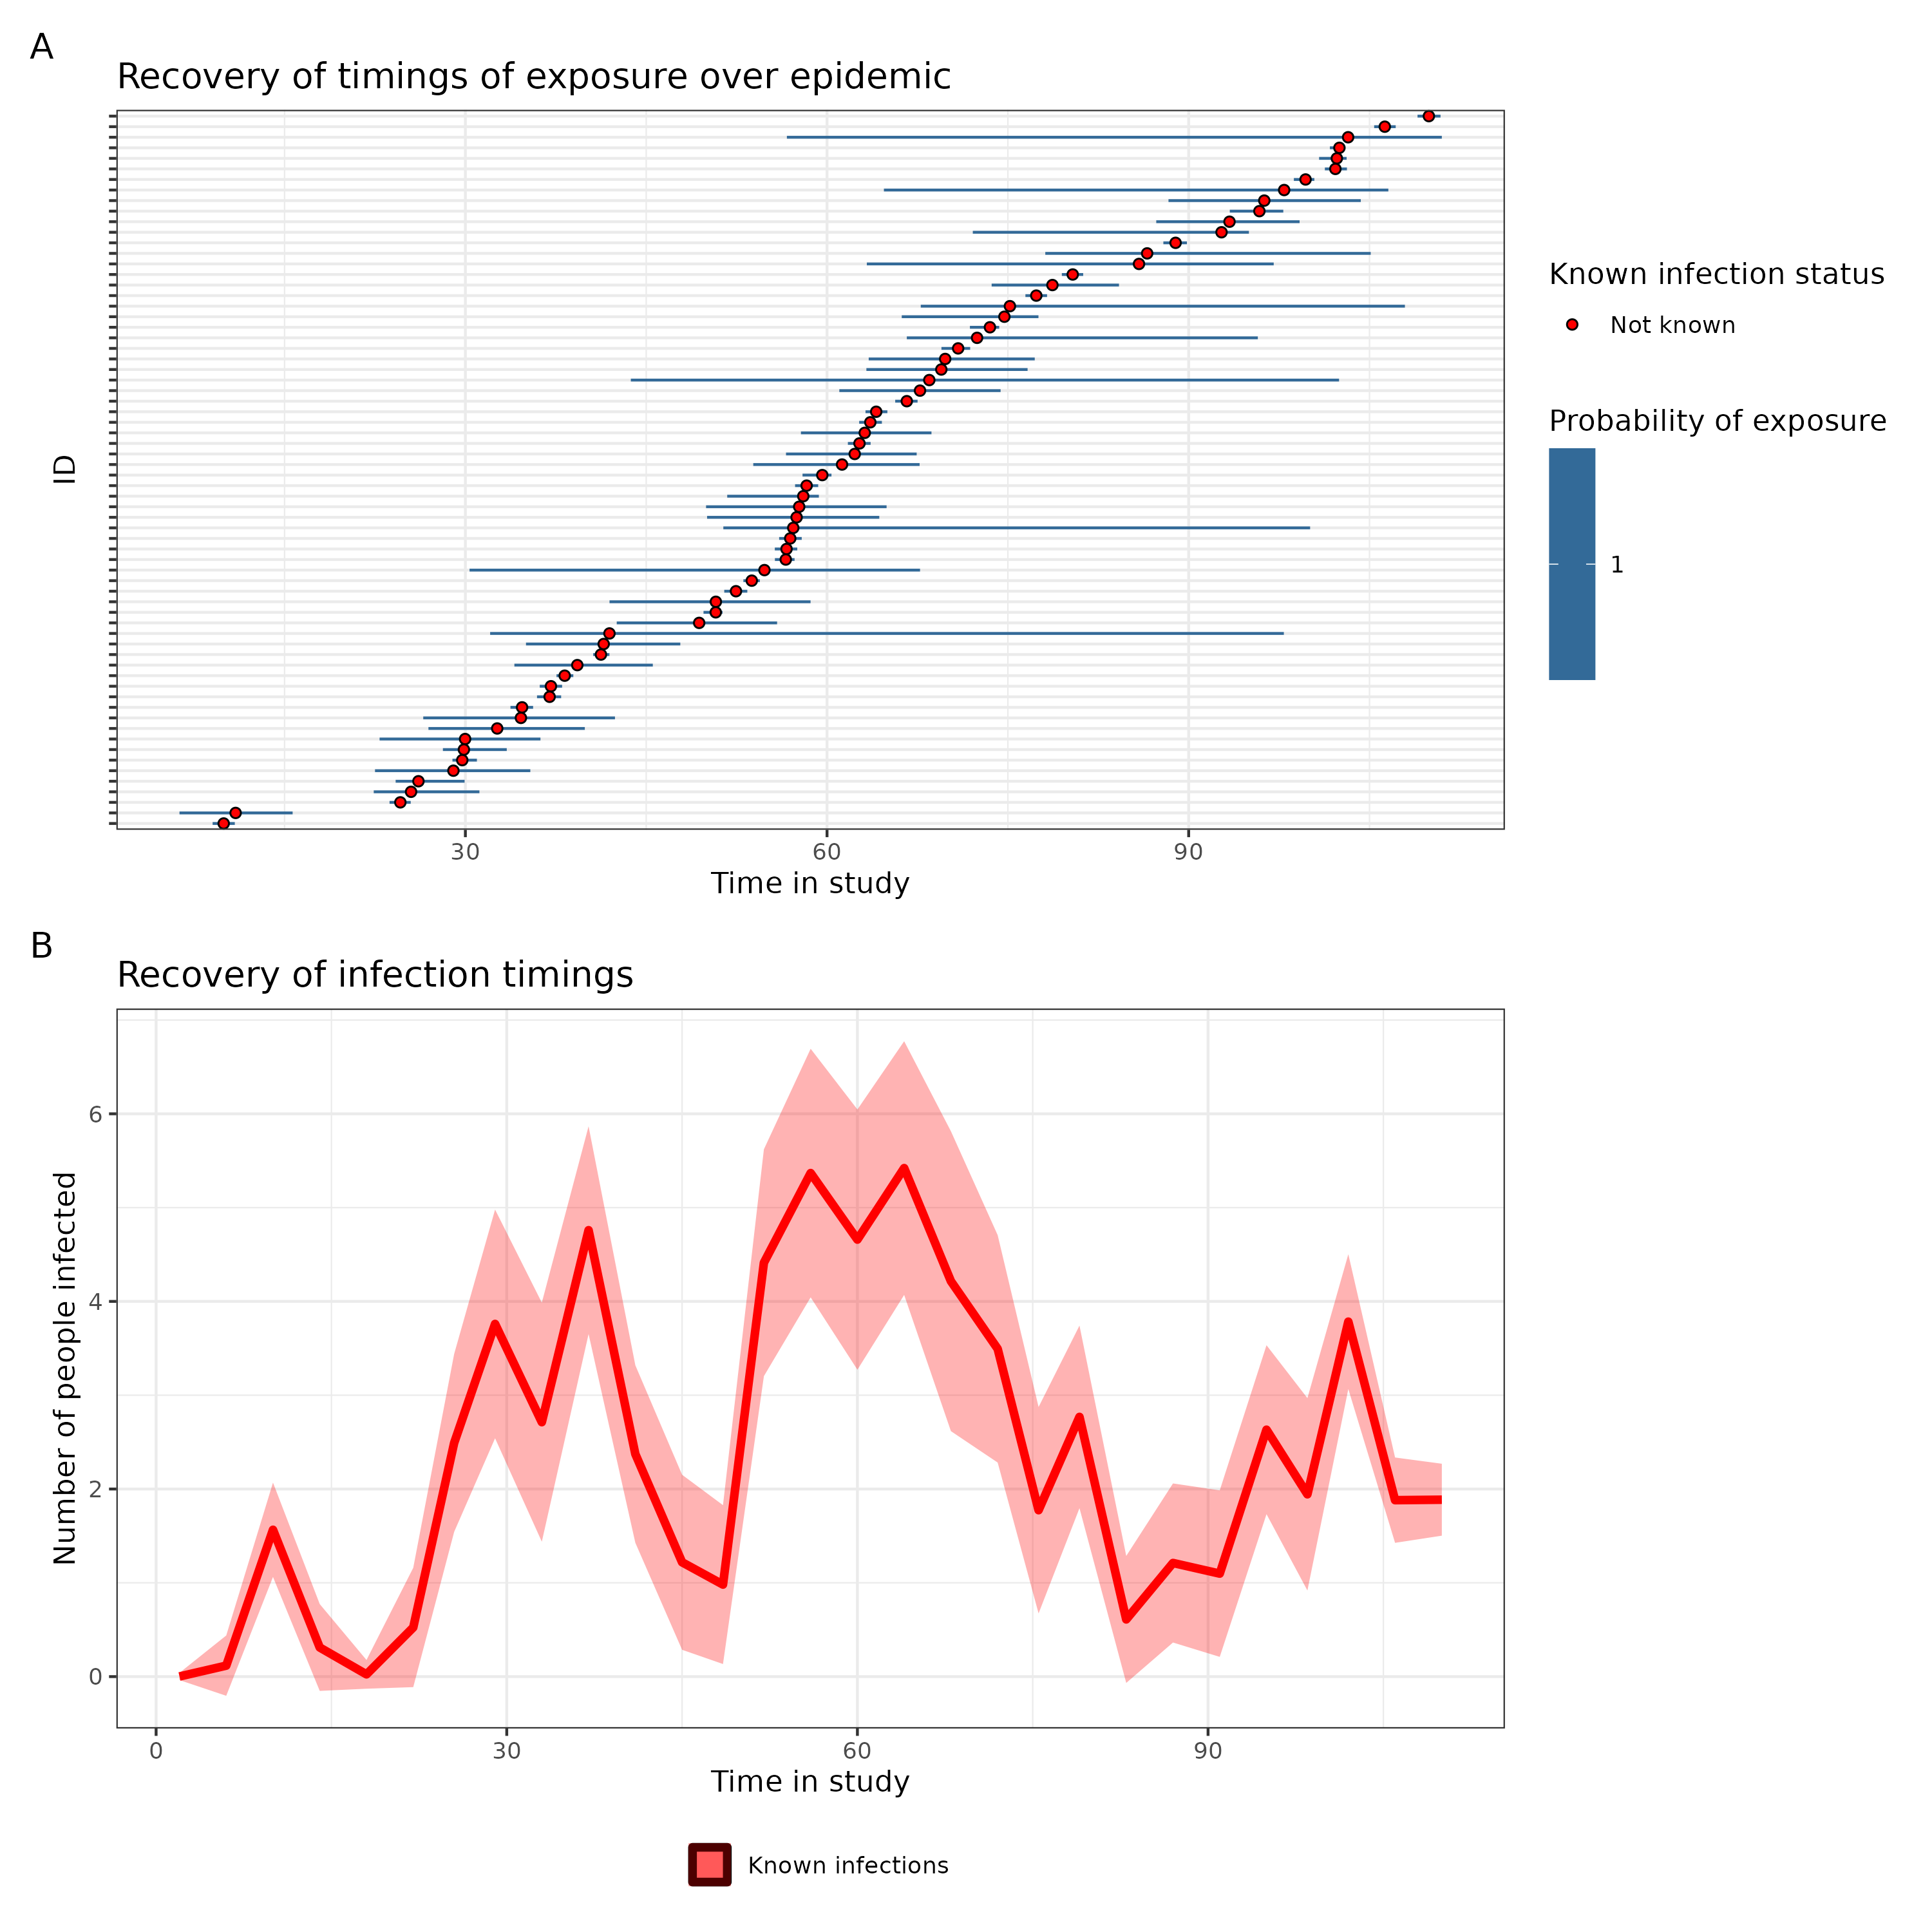 A
Recovery of timings of exposure over epidemic
ID
30 60 90
Time in study
Known infection status
Not known
Probability of exposure
1
B
Recovery of infection timings
Number of people infected
6
4
2
0
0 30 60 90
Time in study
Known infections